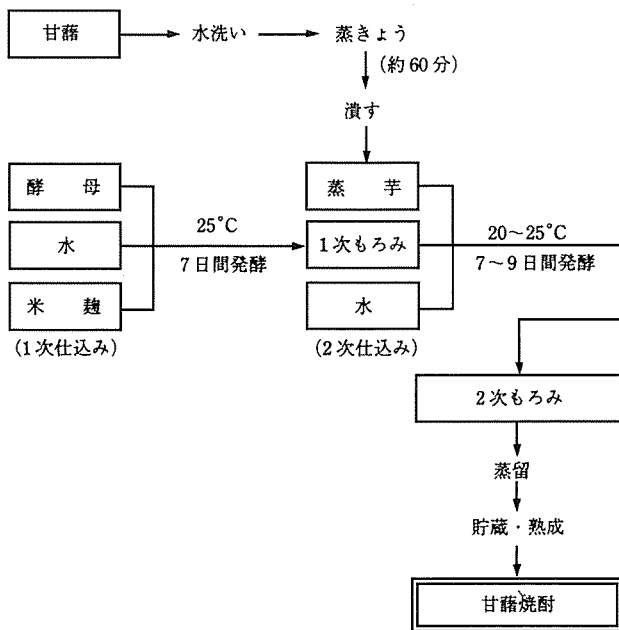 甘藷 水洗い 蒸きょう
(約60分)
潰す
酵母 蒸芋
水 25℃ 1次もろみ 20〜25℃
7日間発酵 7〜9日間発酵
米麹 水
(1次仕込み) (2次仕込み)
2次もろみ
蒸留
貯蔵・熟成
甘藷焼酎